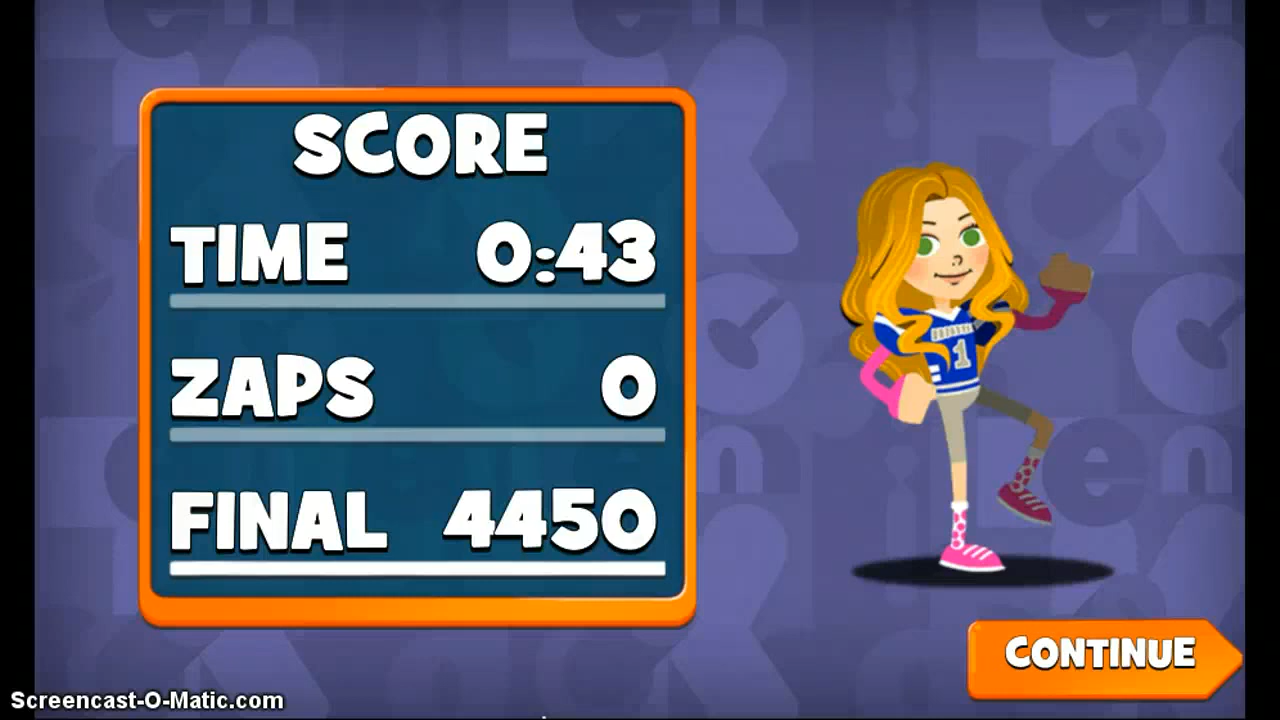 SCORE
TIME 0:43
ZAPS 0
FINAL 4450
1
CONTINUE
Screencast-O-Matic.com